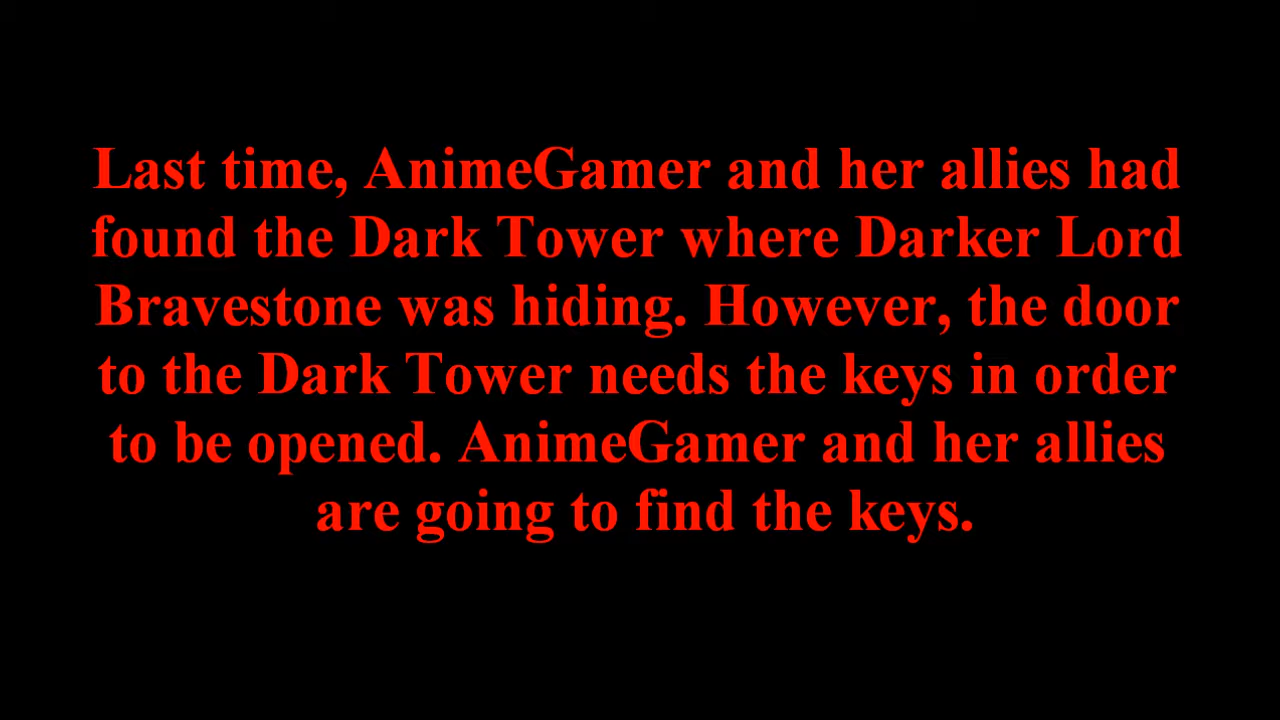 Last time, AnimeGamer and her allies had
found the Dark Tower where Darker Lord
Bravestone was hiding. However, the door
to the Dark Tower needs the keys in order
to be opened. AnimeGamer and her allies
are going to find the keys.